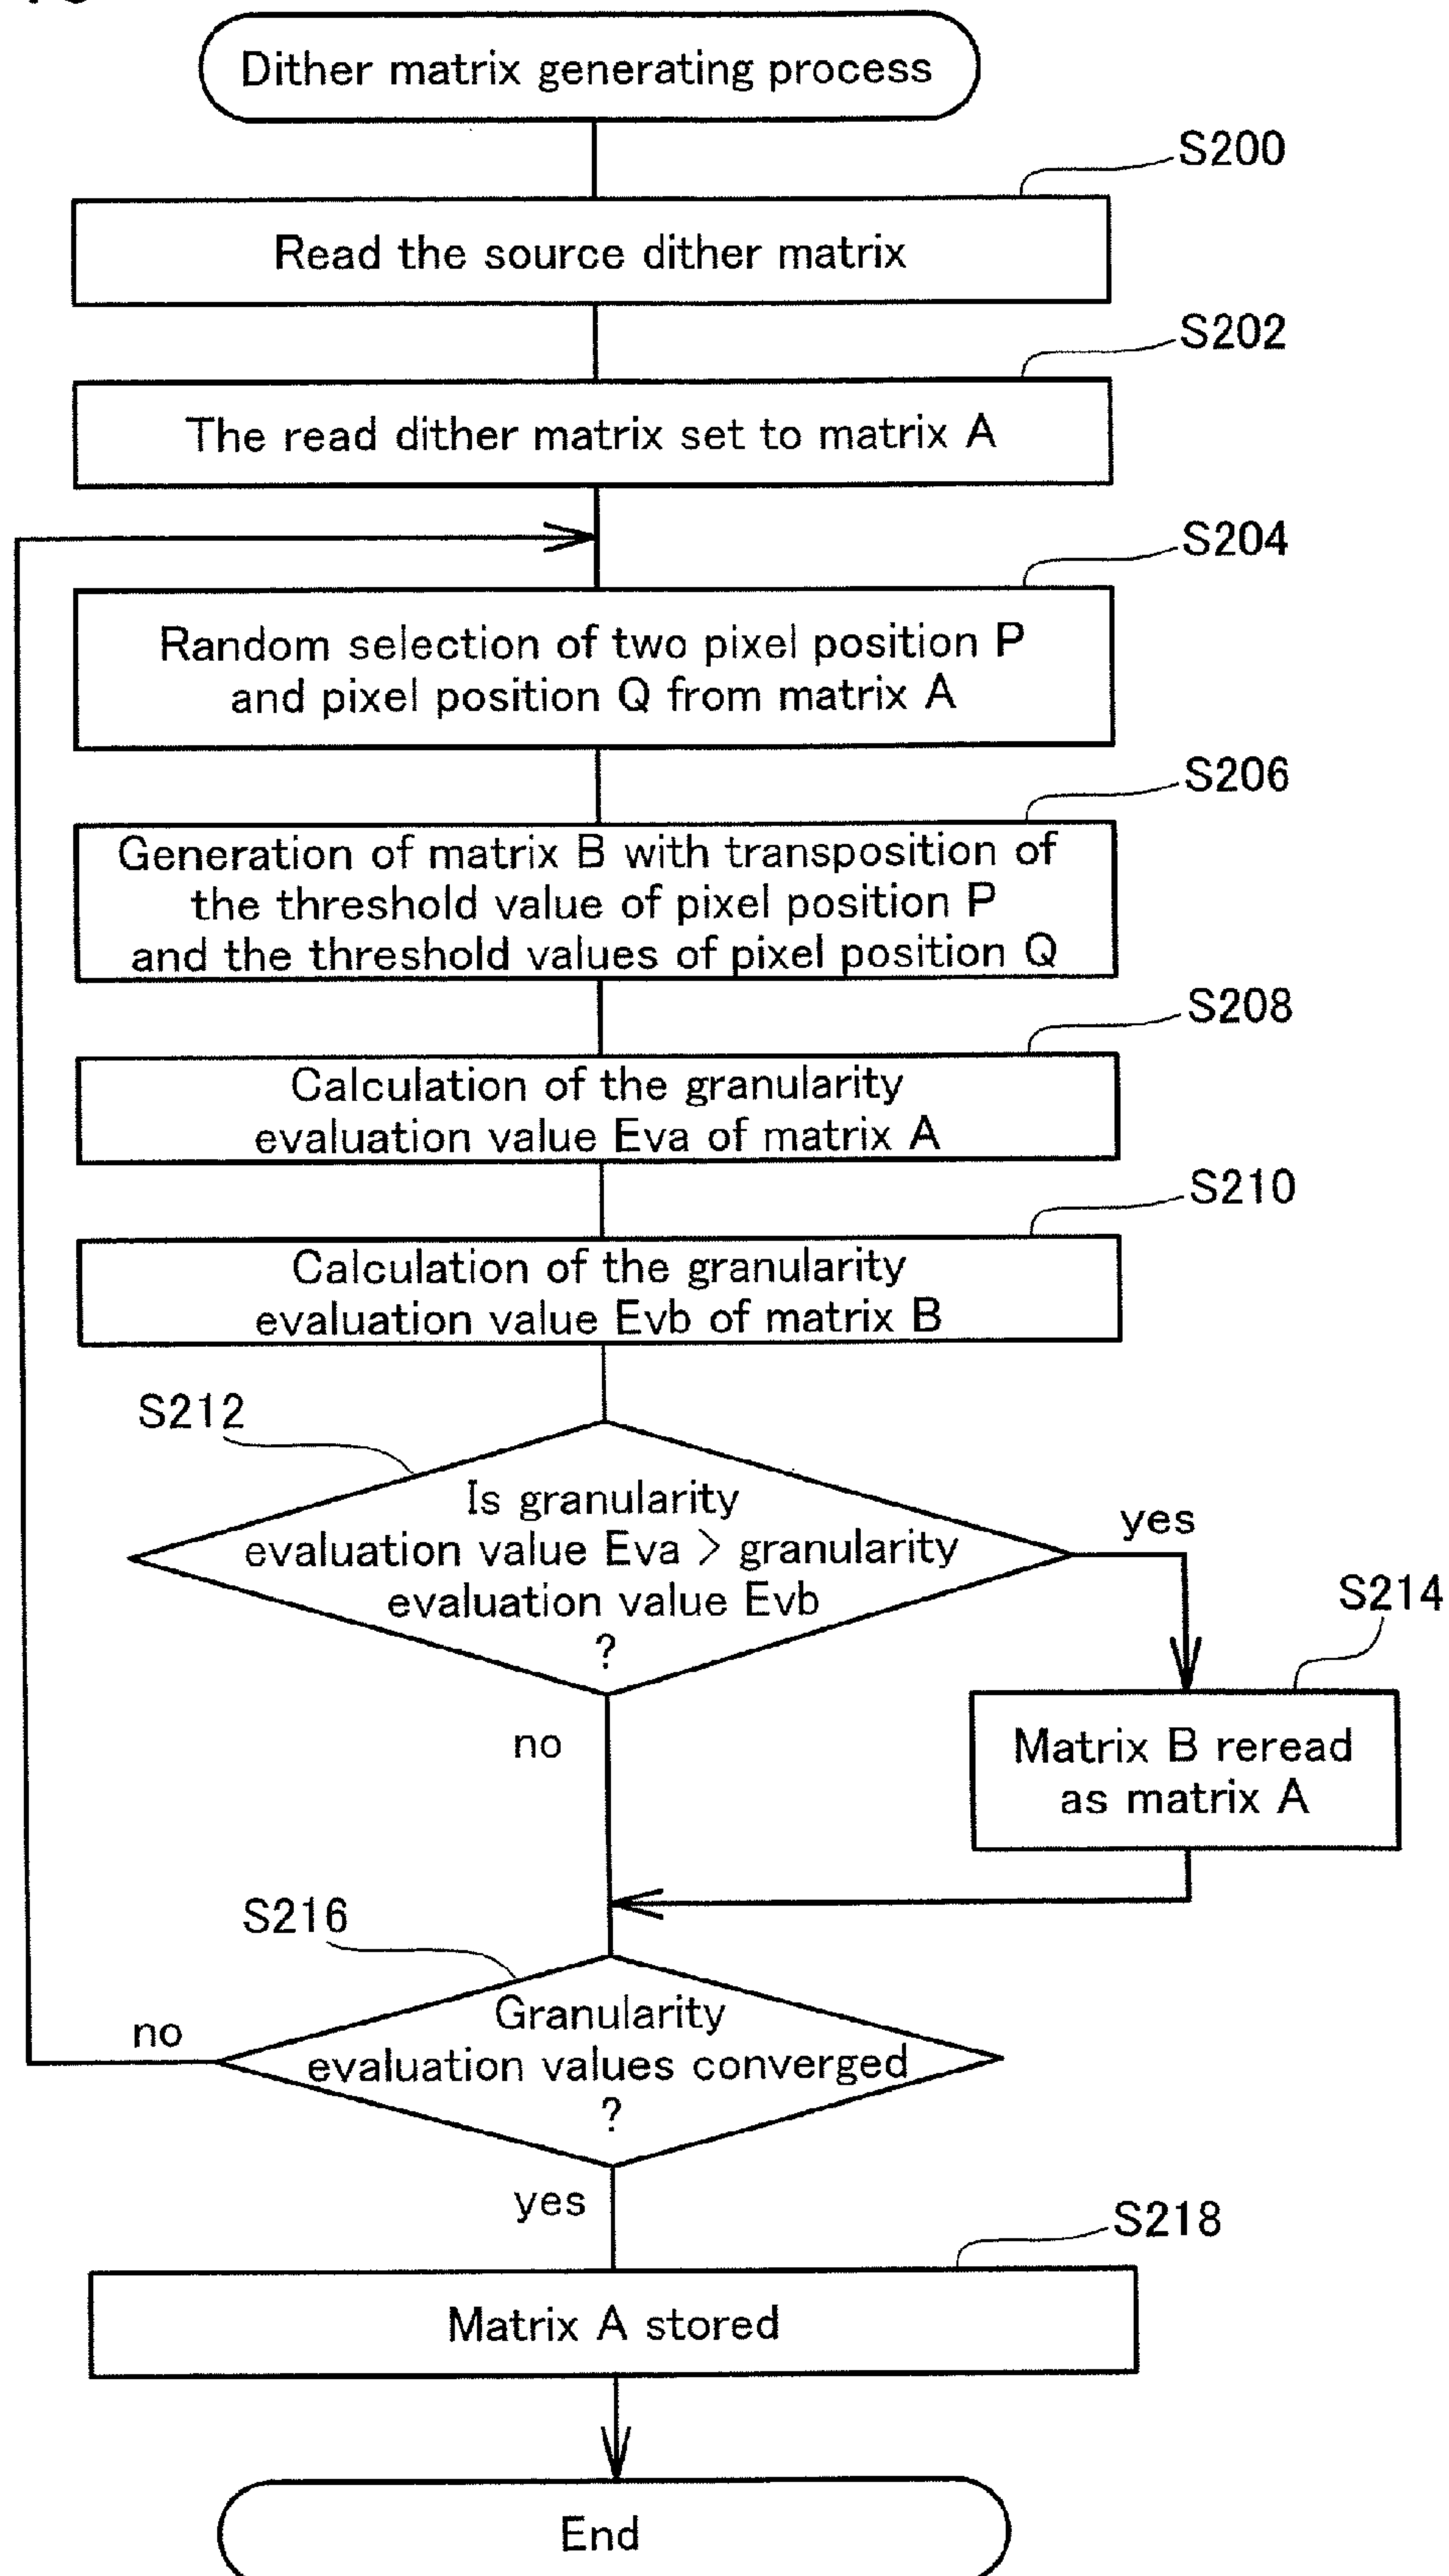 Dither matrix generating process
S200
Read the source dither matrix
S202
The read dither matrix set to matrix A
S204
Random selection of two pixel position P
and pixel position Q from matrix A
S206
Generation of matrix B with transposition of
the threshold value of pixel position P
and the threshold values of pixel position Q
S208
Calculation of the granularity
evaluation value Eva of matrix A
S210
Calculation of the granularity
evaluation value Evb of matrix B
S212
Is granularity
evaluation value Eva > granularity
evaluation value Evb
?
yes
S214
Matrix B reread
as matrix A
no
S216
Granularity
evaluation values converged
?
no
yes
S218
Matrix A stored
End